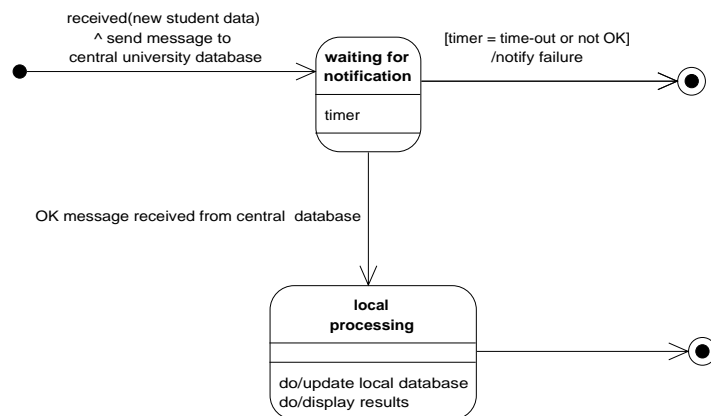 received(new student data)
^ send message to
central university database
waiting for
notification
timer
[timer = time-out or not OK]
/notify failure
OK message received from central database
local
processing
do/update local database
do/display results